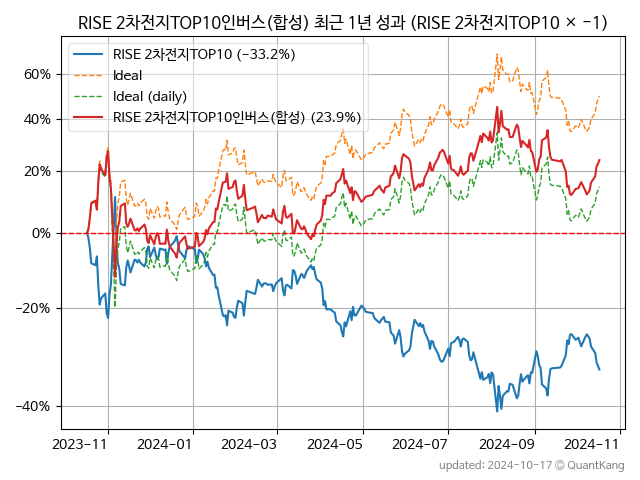 RISE 2차전지TOP10인버스(합성) 최근 1년 성과 (RISE 2차전지TOP10 × −1)
RISE 2차전지TOP10 (−33.2%)
Ideal
Ideal (daily)
RISE 2차전지TOP10인버스(합성) (23.9%)
60%
40%
20%
0%
−20%
−40%
2023-11 2024-01 2024-03 2024-05 2024-07 2024-09 2024-11
updated: 2024-10-17 © QuantKang